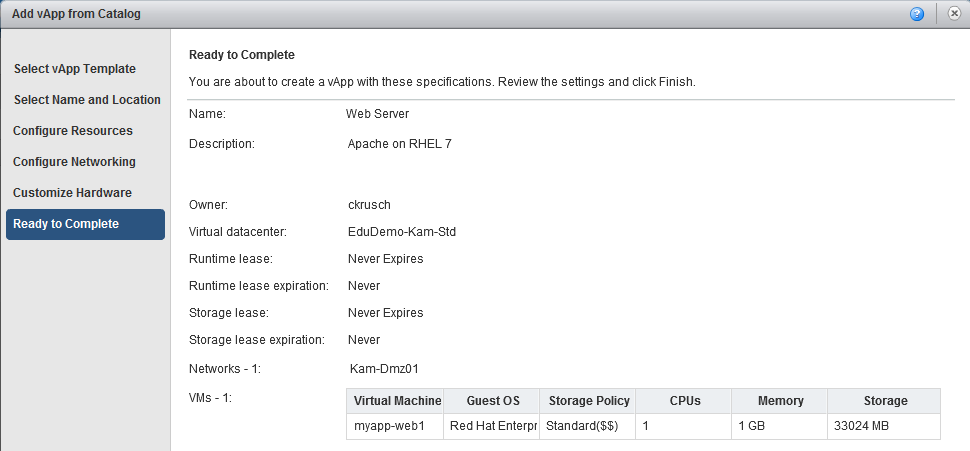 Add vApp from Catalog
Select vApp Template
Select Name and Location
Configure Resources
Configure Networking
Customize Hardware
Ready to Complete
Ready to Complete
You are about to create a vApp with these specifications. Review the settings and click Finish.
Name: Web Server
Description: Apache on RHEL 7
Owner: ckrusch
Virtual datacenter: EduDemo-Kam-Std
Runtime lease: Never Expires
Runtime lease expiration: Never
Storage lease: Never Expires
Storage lease expiration: Never
Networks - 1: Kam-Dmz01
VMs - 1:
Virtual Machine Guest OS Storage Policy CPUs Memory Storage
myapp-web1 Red Hat Enterpr Standard($$) 1 1 GB 33024 MB